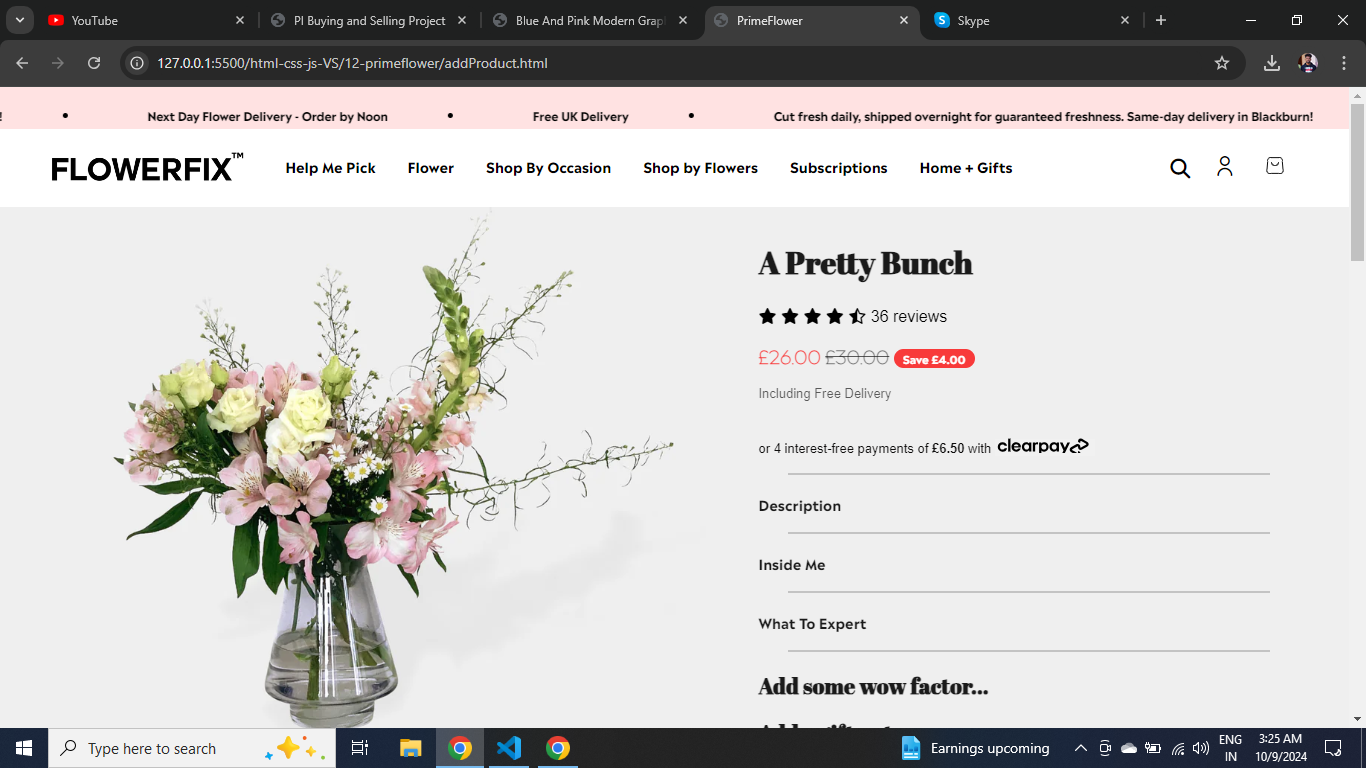 YouTube
PI Buying and Selling Project
Blue And Pink Modern Grap
PrimeFlower
Skype
127.0.0.1:5500/html-css-js-VS/12-primeflower/addProduct.html
! • Next Day Flower Delivery - Order by Noon • Free UK Delivery • Cut fresh daily, shipped overnight for guaranteed freshness. Same-day delivery in Blackburn!
FLOWERFIX™ Help Me Pick Flower Shop By Occasion Shop by Flowers Subscriptions Home + Gifts
A Pretty Bunch
36 reviews
£26.00 £30.00 Save £4.00
Including Free Delivery
or 4 interest-free payments of £6.50 with clearpay
Description
Inside Me
What To Expert
Add some wow factor...
Type here to search
Earnings upcoming
ENG
IN
3:25 AM
10/9/2024